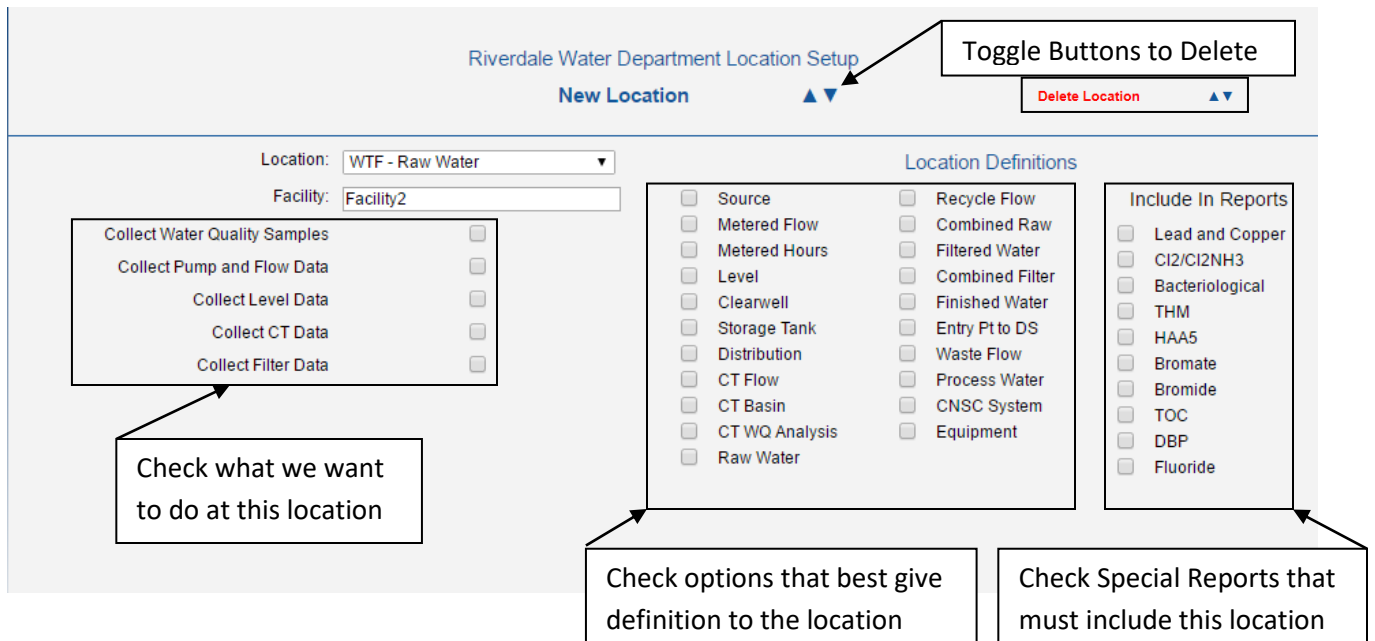 Riverdale Water Department Location Setup
Toggle Buttons to Delete
New Location ▲▼
Delete Location ▲▼
Location: WTF - Raw Water ▼
Facility: Facility2
Collect Water Quality Samples
Collect Pump and Flow Data
Collect Level Data
Collect CT Data
Collect Filter Data
Check what we want
to do at this location
Location Definitions
Source
Metered Flow
Metered Hours
Level
Clearwell
Storage Tank
Distribution
CT Flow
CT Basin
CT WQ Analysis
Raw Water
Recycle Flow
Combined Raw
Filtered Water
Combined Filter
Finished Water
Entry Pt to DS
Waste Flow
Process Water
CNSC System
Equipment
Check options that best give
definition to the location
Include In Reports
Lead and Copper
Cl2/Cl2NH3
Bacteriological
THM
HAA5
Bromate
Bromide
TOC
DBP
Fluoride
Check Special Reports that
must include this location